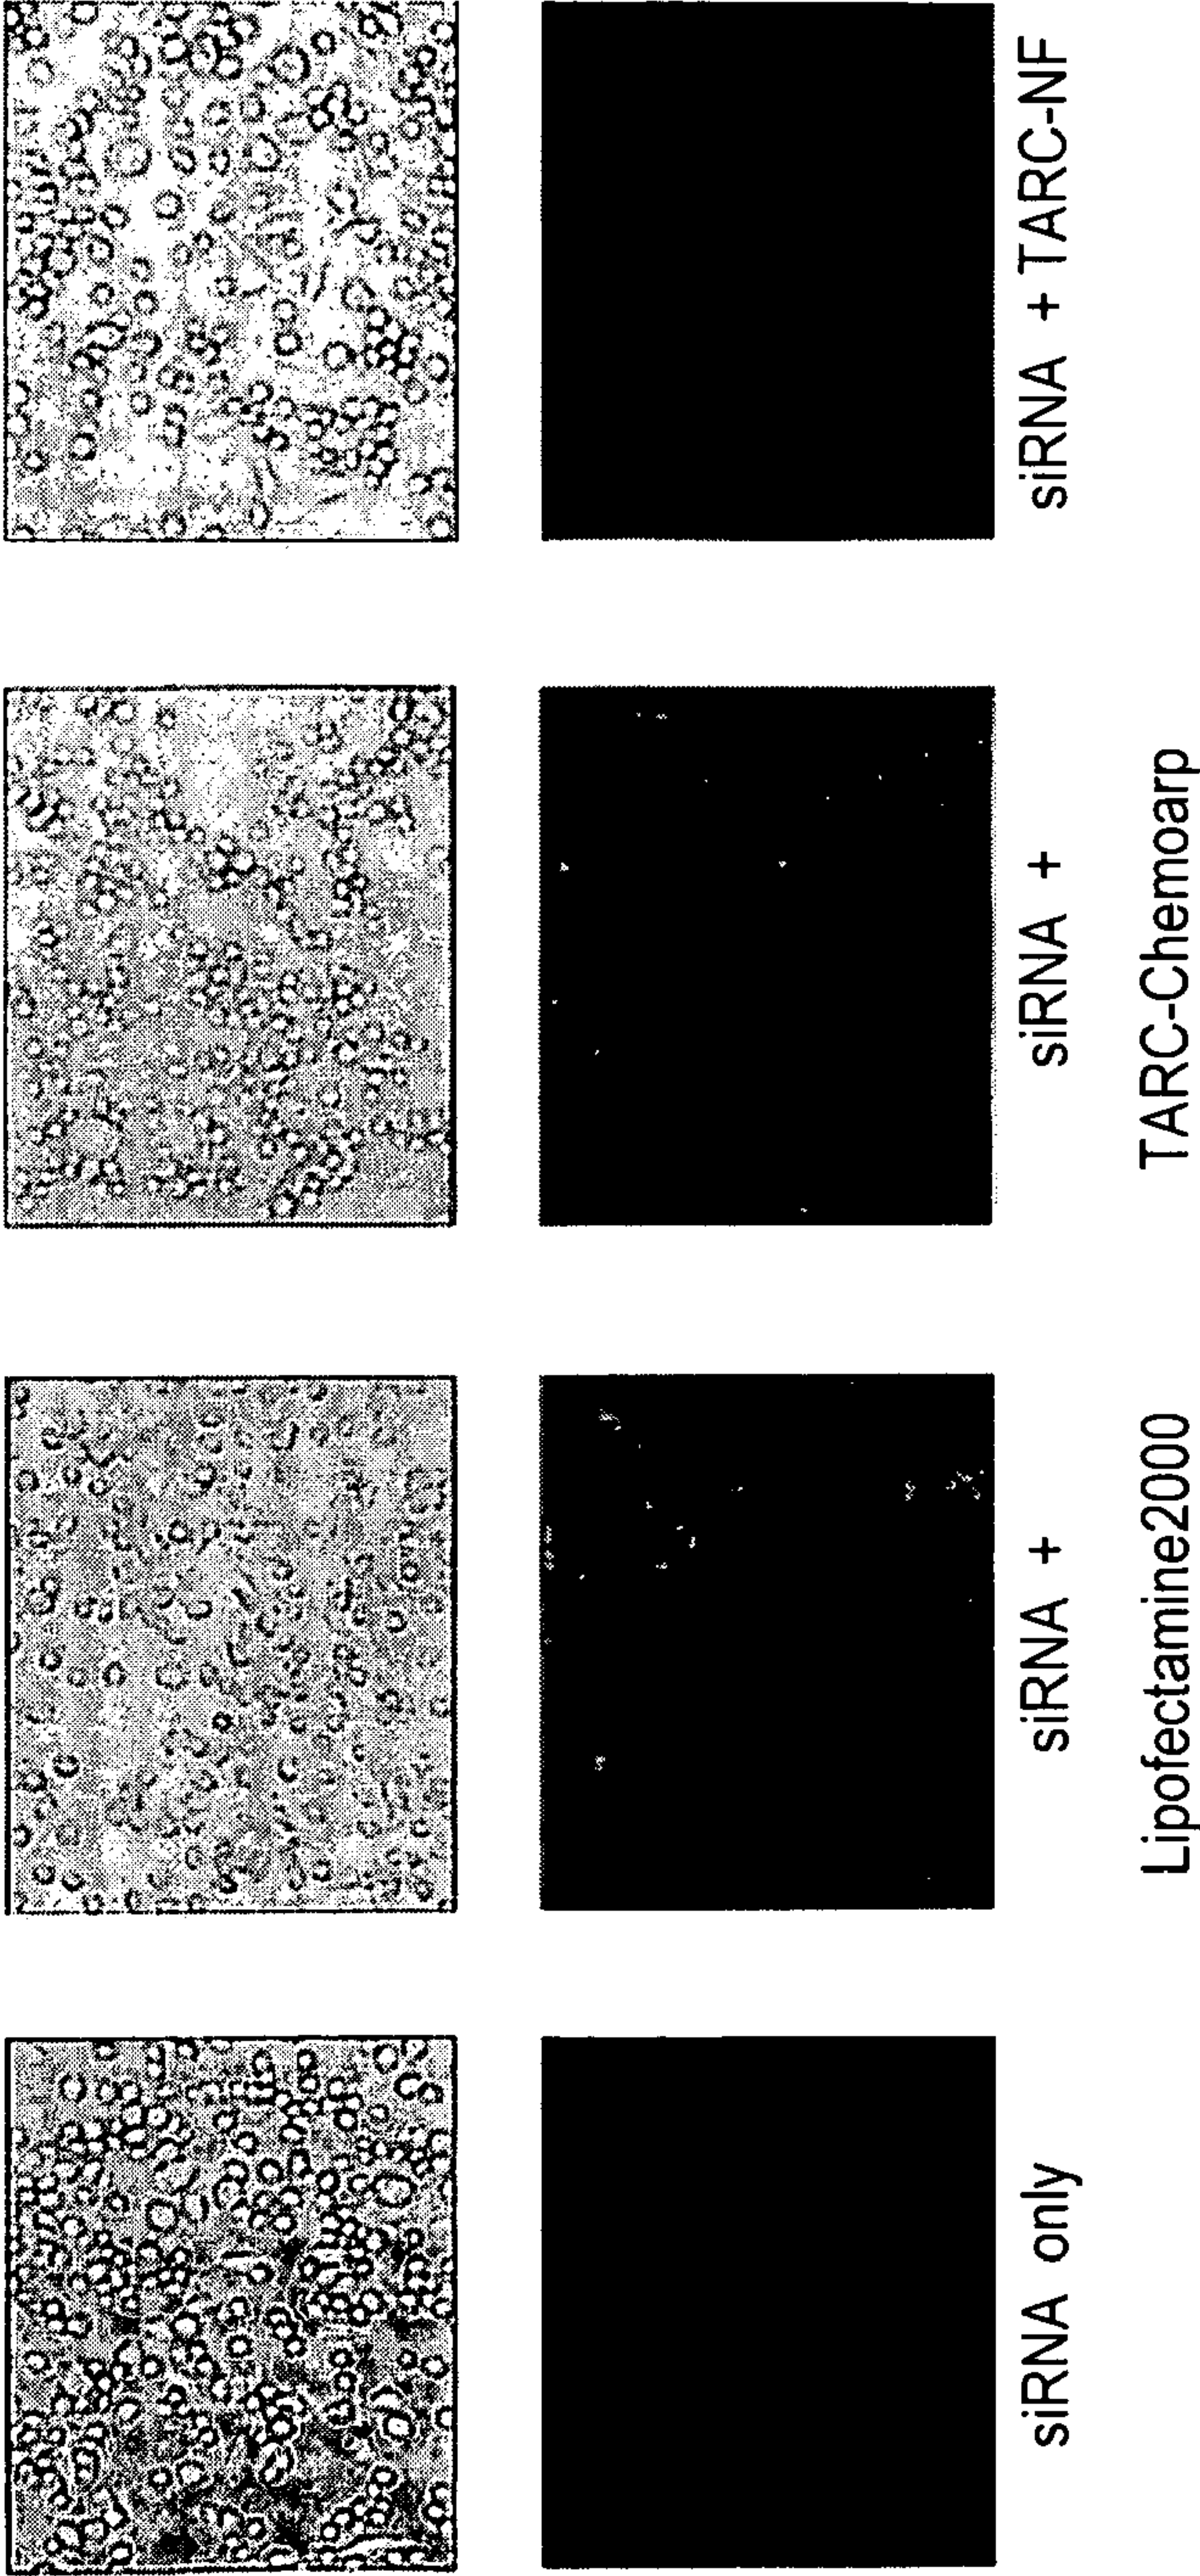 siRNA only
siRNA +
Lipofectamine2000
siRNA +
TARC-Chemoarp
siRNA + TARC-NF